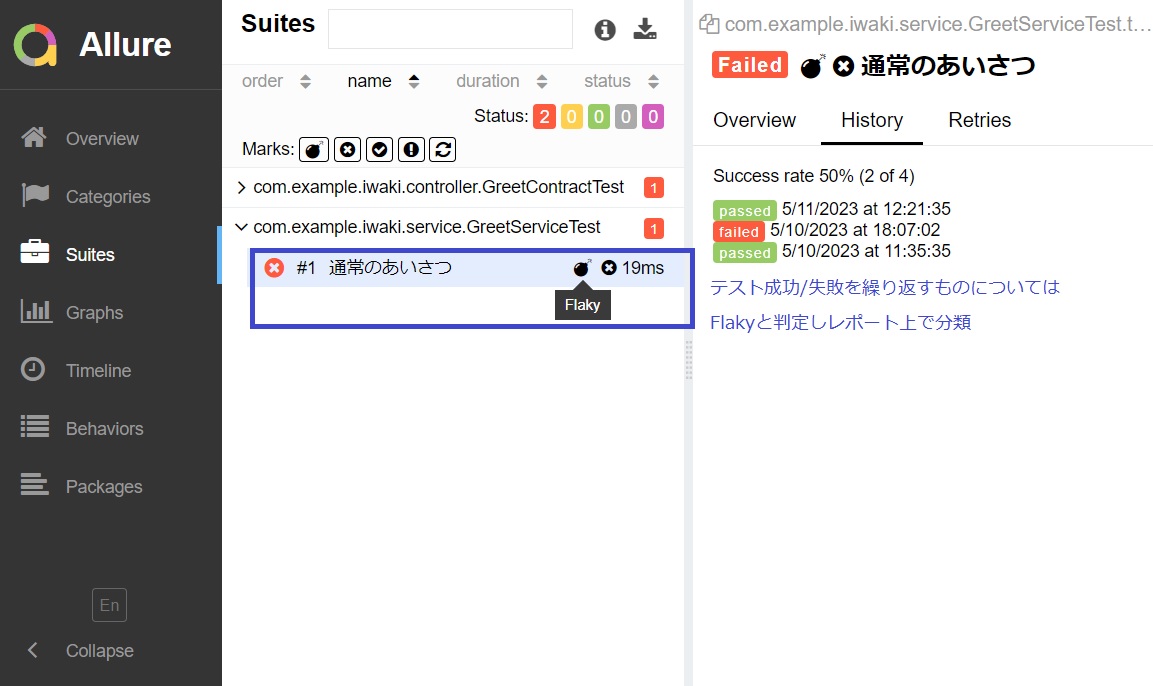 Allure
Overview
Categories
Suites
Graphs
Timeline
Behaviors
Packages
En
Collapse
Suites
order name duration status
Status: 2 0 0 0 0
Marks:
com.example.iwaki.controller.GreetContractTest 1
com.example.iwaki.service.GreetServiceTest 1
#1 通常のあいさつ 19ms
Flaky
com.example.iwaki.service.GreetServiceTest.t...
Failed 通常のあいさつ
Overview History Retries
Success rate 50% (2 of 4)
passed 5/11/2023 at 12:21:35
failed 5/10/2023 at 18:07:02
passed 5/10/2023 at 11:35:35
テスト成功/失敗を繰り返すものについては
Flakyと判定しレポート上で分類